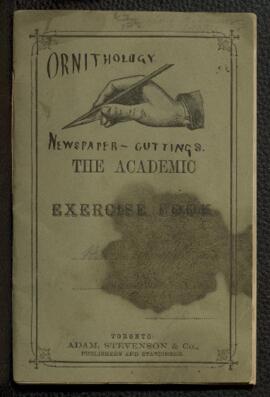 ORNITHOLOGY.
NEWSPAPER - CUTTINGS.
THE ACADEMIC
EXERCISE BOOK
TORONTO:
ADAM, STEVENSON & Co.,
PUBLISHERS AND STATIONERS.